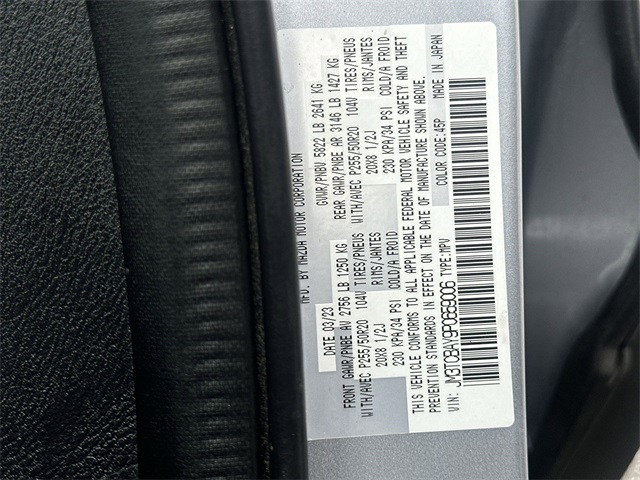 MFD. BY MAZDA MOTOR CORPORATION
DATE 03/23 GVWR/PNBV 5822 LB 2641 KG
FRONT GAWR/PNBE AV 2756 LB 1250 KG REAR GAWR/PNBE AR 3146 LB 1427 KG
WITH/AVEC P255/50R20 104V TIRES/PNEUS WITH/AVEC P255/50R20 104V TIRES/PNEUS
20X8 1/2J RIMS/JANTES 20X8 1/2J RIMS/JANTES
230 KPA/34 PSI COLD/A FROID 230 KPA/34 PSI COLD/A FROID
THIS VEHICLE CONFORMS TO ALL APPLICABLE FEDERAL MOTOR VEHICLE SAFETY AND THEFT
PREVENTION STANDARDS IN EFFECT ON THE DATE OF MANUFACTURE SHOWN ABOVE.
VIN: JM3TCBAY9P0659006 TYPE:MPV COLOR CODE:45P MADE IN JAPAN